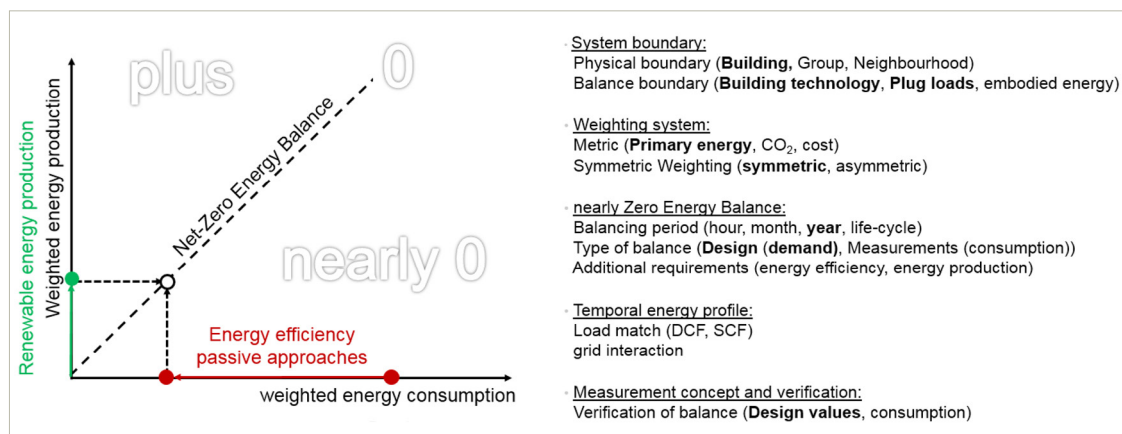 plus
0
Renewable energy production
Weighted energy production
Net-Zero Energy Balance
nearly 0
Energy efficiency
passive approaches
weighted energy consumption
System boundary:
Physical boundary (Building, Group, Neighbourhood)
Balance boundary (Building technology, Plug loads, embodied energy)
Weighting system:
Metric (Primary energy, CO₂, cost)
Symmetric Weighting (symmetric, asymmetric)
nearly Zero Energy Balance:
Balancing period (hour, month, year, life-cycle)
Type of balance (Design (demand), Measurements (consumption))
Additional requirements (energy efficiency, energy production)
Temporal energy profile:
Load match (DCF, SCF)
grid interaction
Measurement concept and verification:
Verification of balance (Design values, consumption)